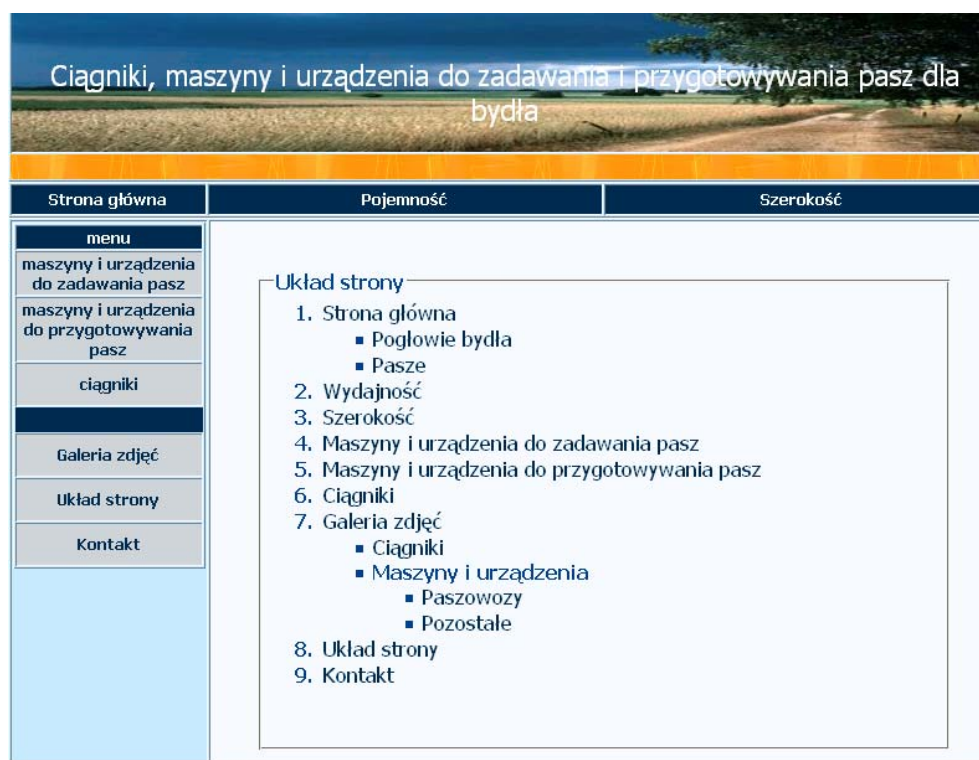 Ciągniki, maszyny i urządzenia do zadawania i przygotowywania pasz dla
bydła
Strona główna
Pojemność
Szerokość
menu
maszyny i urządzenia
do zadawania pasz
maszyny i urządzenia
do przygotowywania
pasz
ciągniki
Galeria zdjęć
Układ strony
Kontakt
Układ strony
1. Strona główna
▪ Pogłowie bydła
▪ Pasze
2. Wydajność
3. Szerokość
4. Maszyny i urządzenia do zadawania pasz
5. Maszyny i urządzenia do przygotowywania pasz
6. Ciągniki
7. Galeria zdjęć
▪ Ciągniki
▪ Maszyny i urządzenia
▪ Paszowozy
▪ Pozostałe
8. Układ strony
9. Kontakt